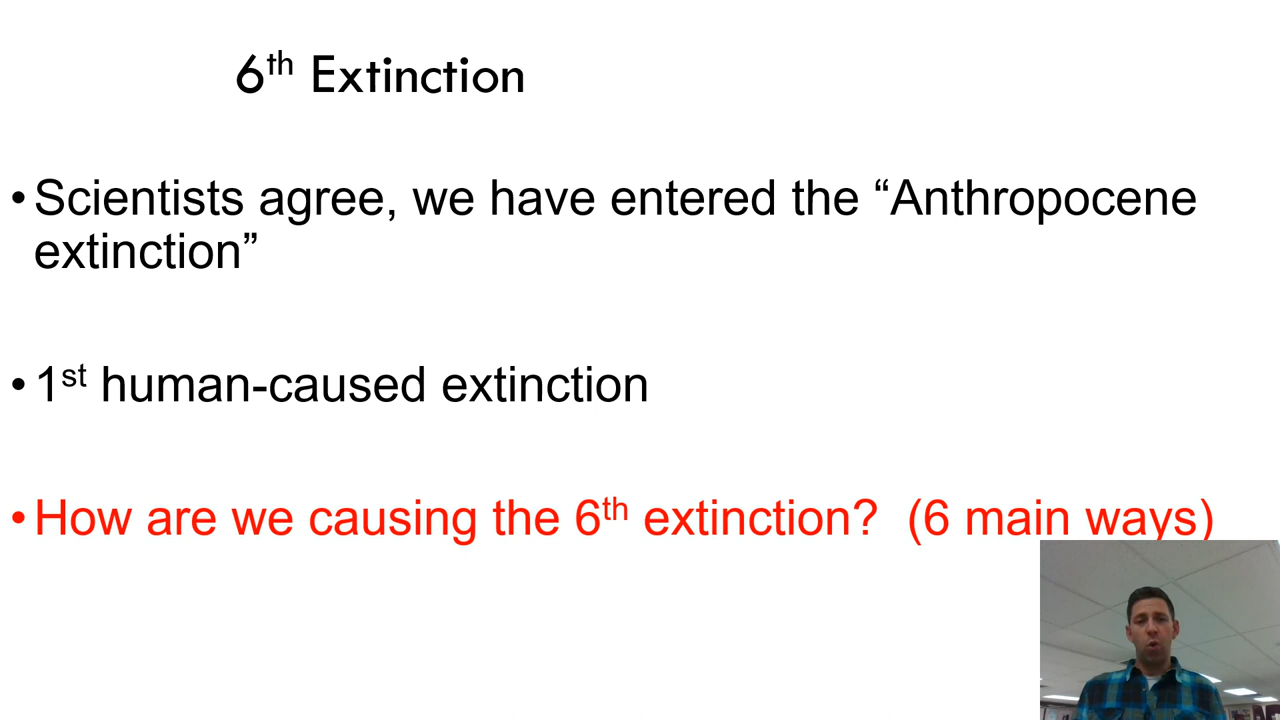 6th Extinction
•Scientists agree, we have entered the “Anthropocene
extinction”
•1st human-caused extinction
•How are we causing the 6th extinction?  (6 main ways)